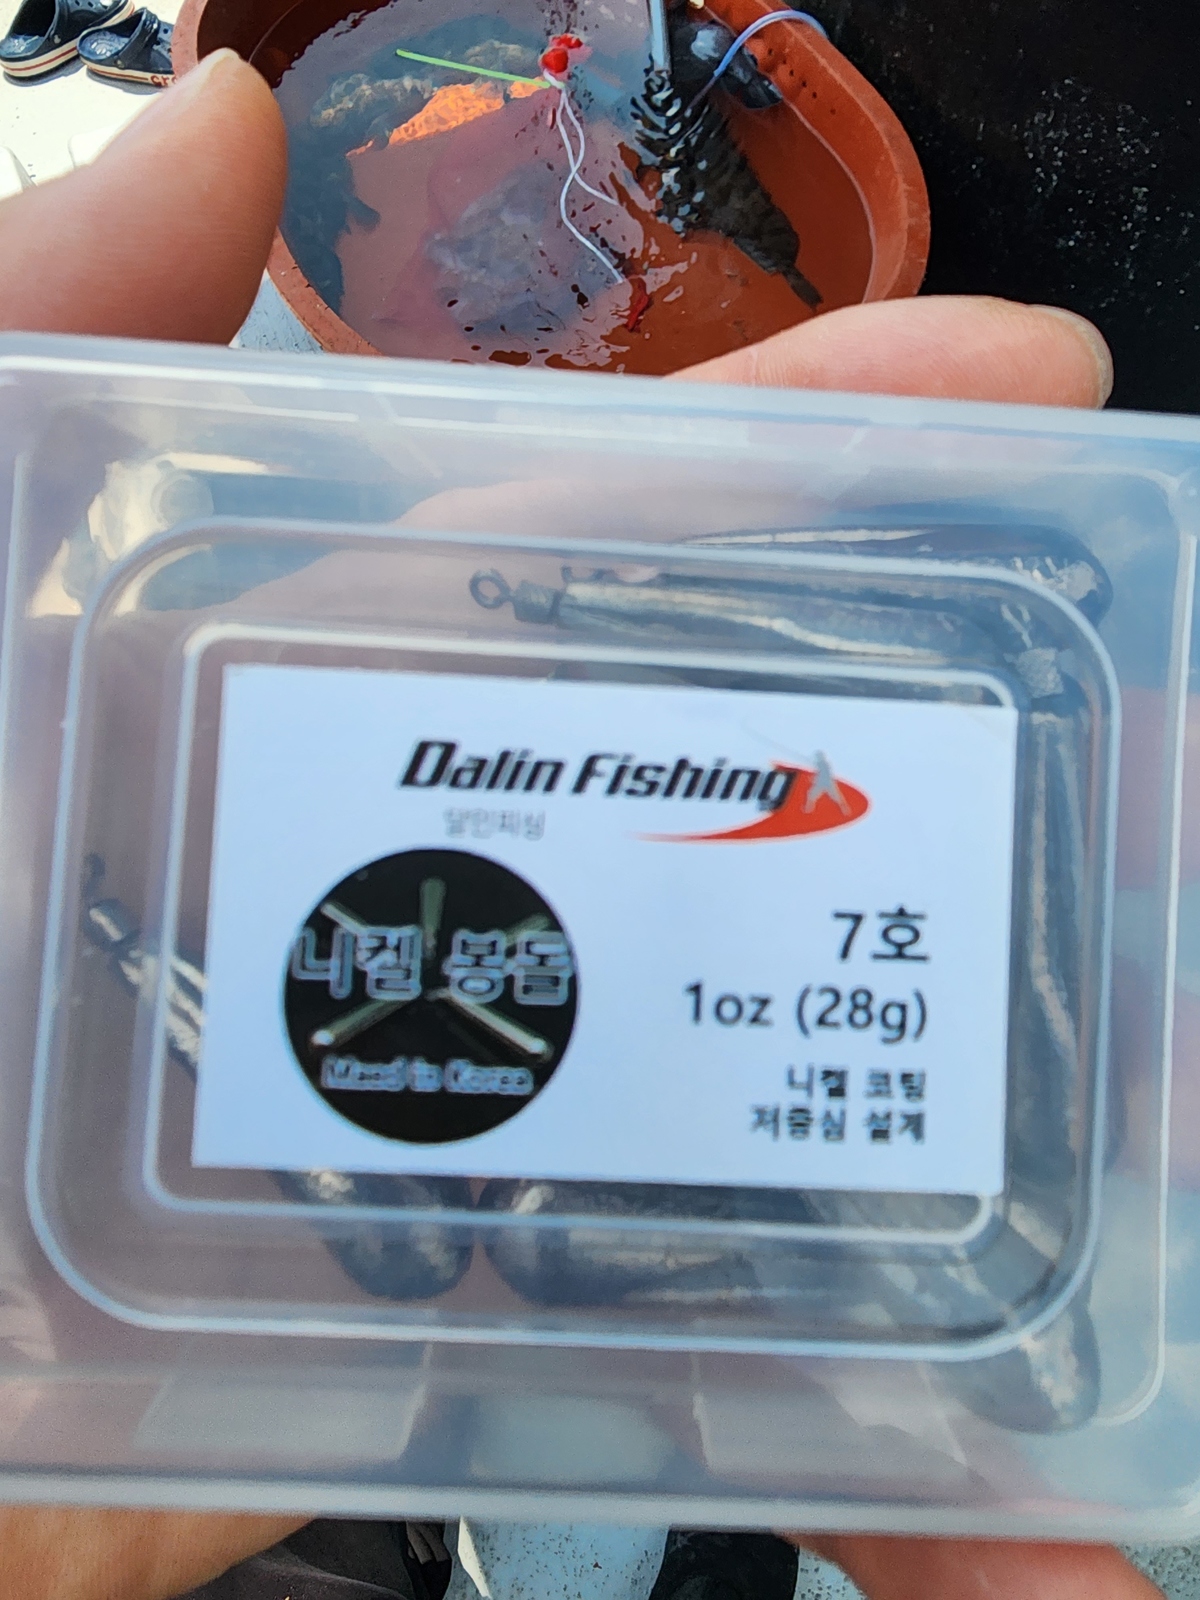 Dalin Fishing
달인피싱
니켈 봉돌
Maed in Korea
7호
1oz (28g)
니켈 코팅
저중심 설계